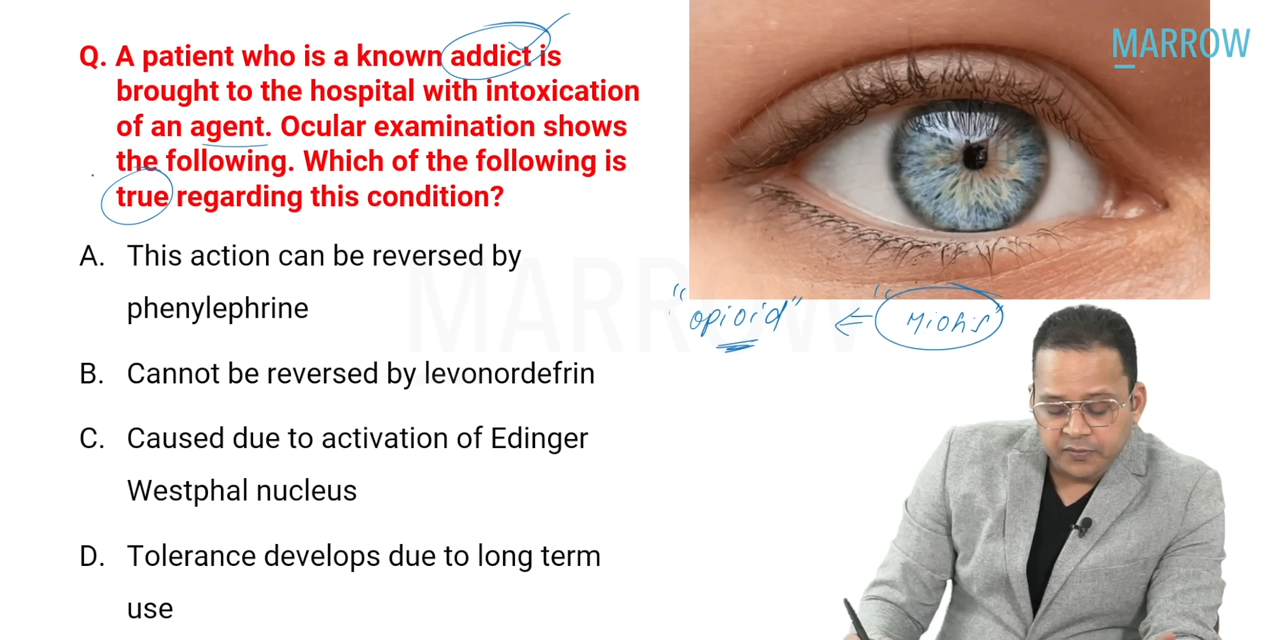 MARROW
Q. A patient who is a known addict is
brought to the hospital with intoxication
of an agent. Ocular examination shows
the following. Which of the following is
true regarding this condition?
A. This action can be reversed by
phenylephrine
B. Cannot be reversed by levonordefrin
C. Caused due to activation of Edinger
Westphal nucleus
D. Tolerance develops due to long term
use
"opioid" ← "Miosis"
MARROW